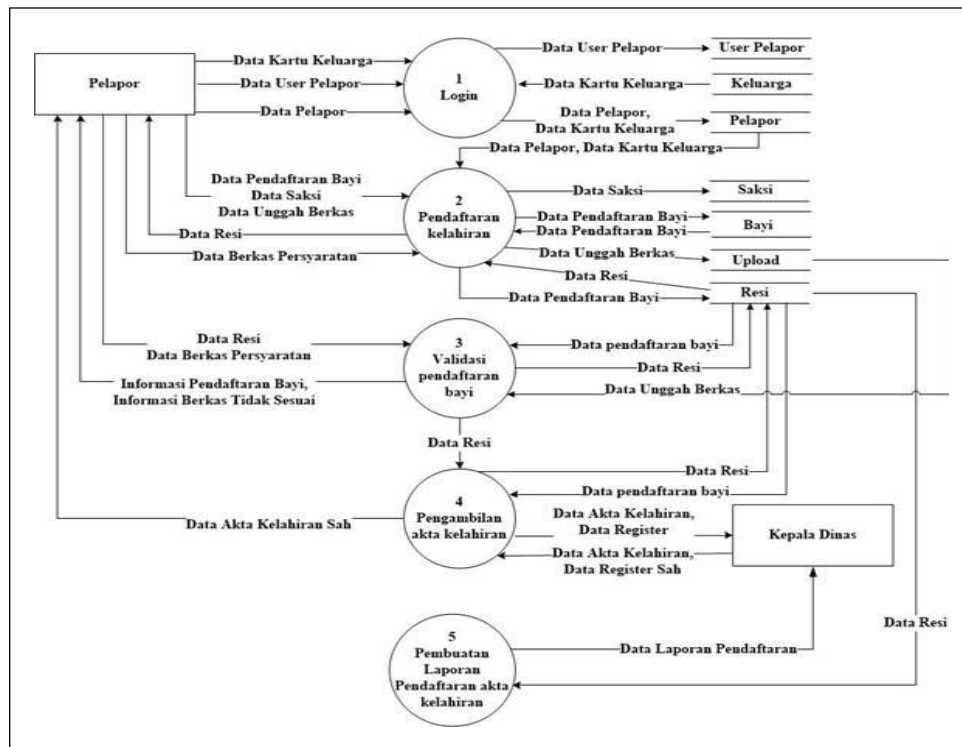 Pelapor
Data Kartu Keluarga
Data User Pelapor
Data Pelapor
1
Login
Data User Pelapor
User Pelapor
Data Kartu Keluarga
Keluarga
Data Pelapor,
Data Kartu Keluarga
Pelapor
Data Pelapor, Data Kartu Keluarga
Data Pendaftaran Bayi
Data Saksi
Data Unggah Berkas
Data Resi
Data Berkas Persyaratan
2
Pendaftaran
kelahiran
Data Saksi
Saksi
Data Pendaftaran Bayi
Data Pendaftaran Bayi
Bayi
Data Unggah Berkas
Upload
Data Resi
Resi
Data Pendaftaran Bayi
Data Resi
Data Berkas Persyaratan
Informasi Pendaftaran Bayi,
Informasi Berkas Tidak Sesuai
3
Validasi
pendaftaran
bayi
Data pendaftaran bayi
Data Resi
Data Unggah Berkas
Data Resi
Data Resi
4
Pengambilan
akta kelahiran
Data pendaftaran bayi
Data Akta Kelahiran Sah
Data Akta Kelahiran,
Data Register
Data Akta Kelahiran,
Data Register Sah
Kepala Dinas
Data Resi
5
Pembuatan
Laporan
Pendaftaran akta
kelahiran
Data Laporan Pendaftaran